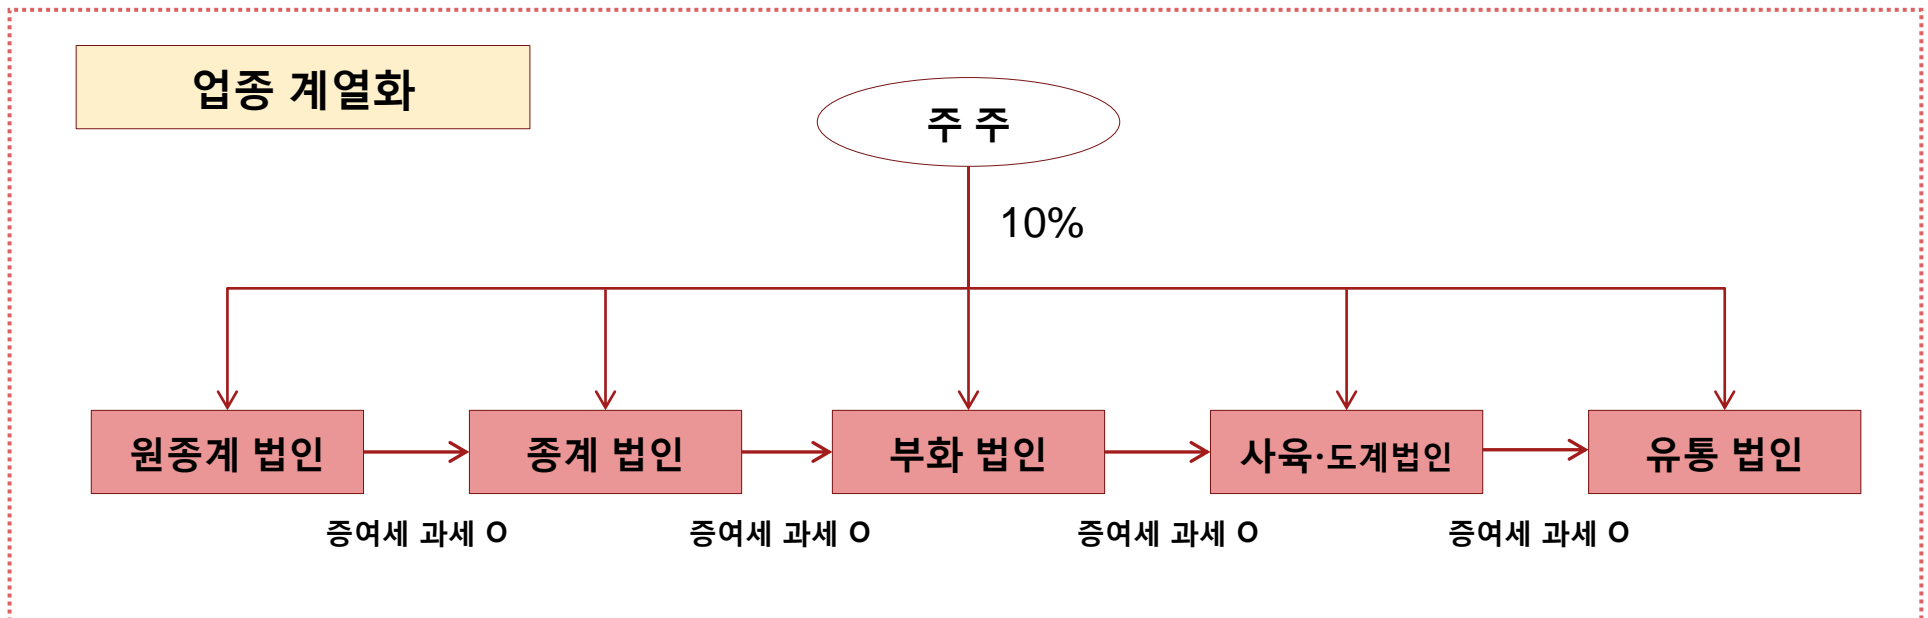 업종 계열화
주 주
10%
원종계 법인
종계 법인
부화 법인
사육·도계법인
유통 법인
증여세 과세 O
증여세 과세 O
증여세 과세 O
증여세 과세 O